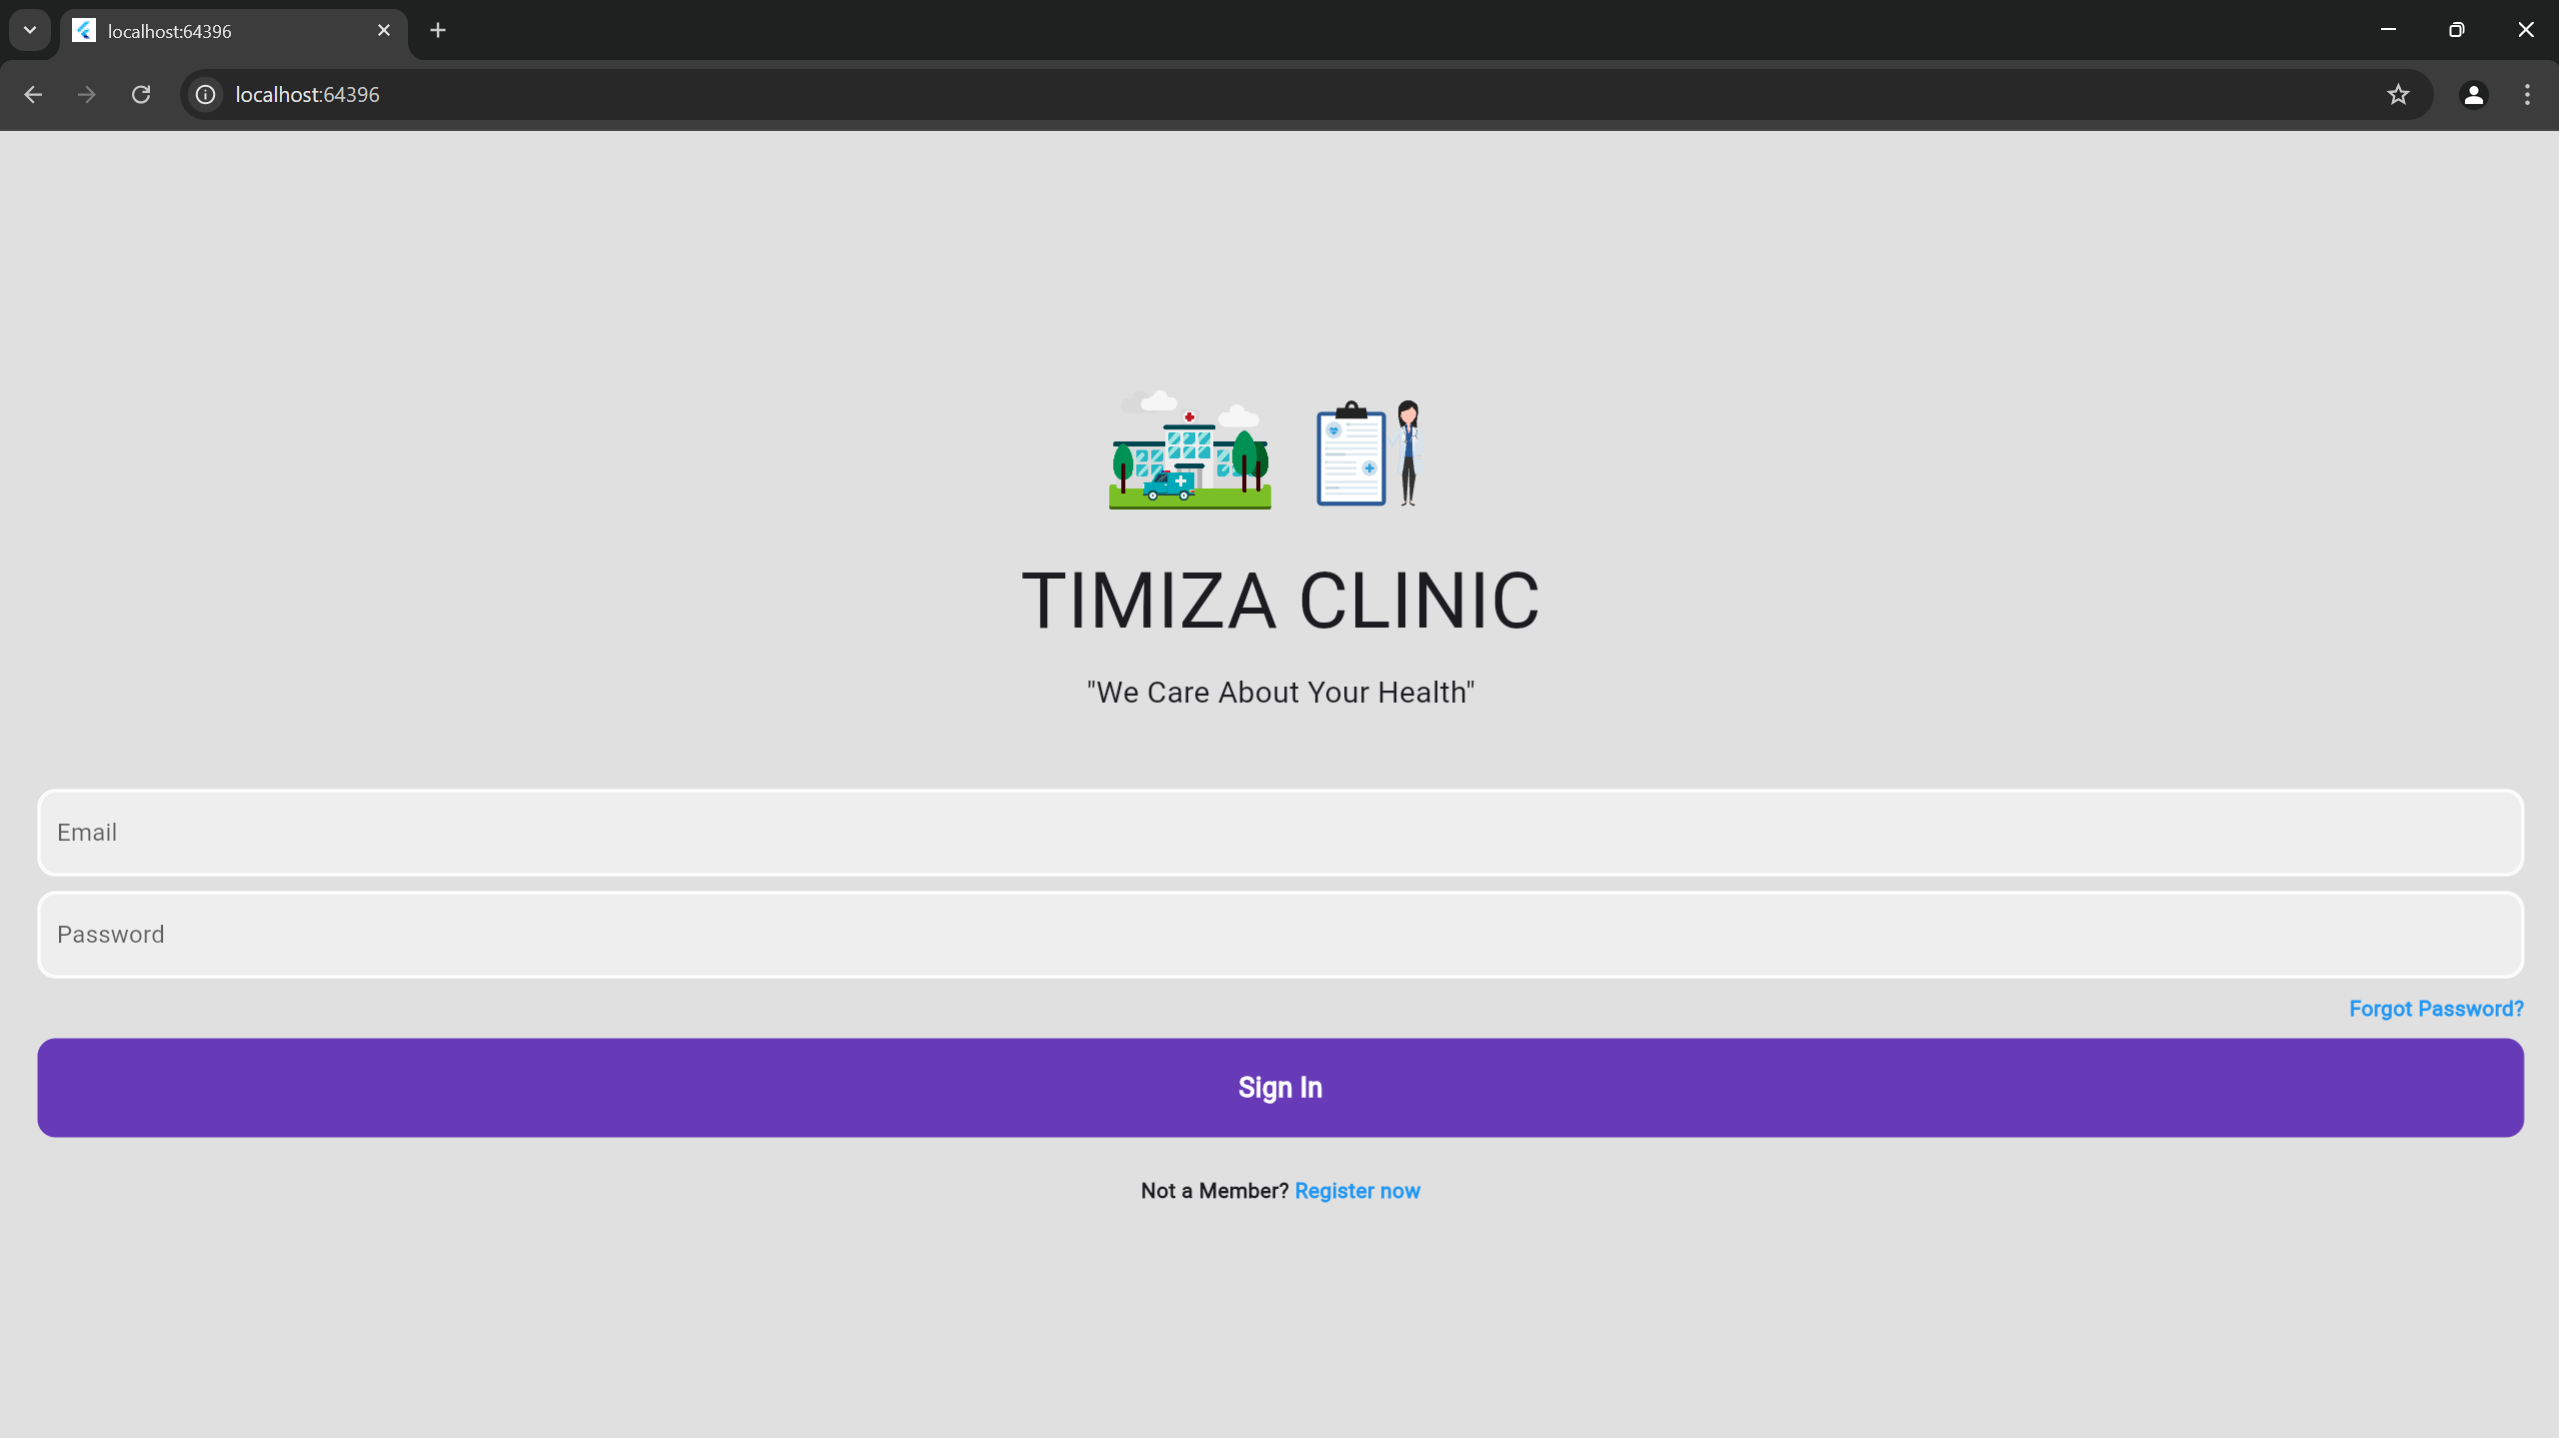 localhost:64396
localhost:64396
TIMIZA CLINIC
"We Care About Your Health"
Email
Password
Forgot Password?
Sign In
Not a Member? Register now